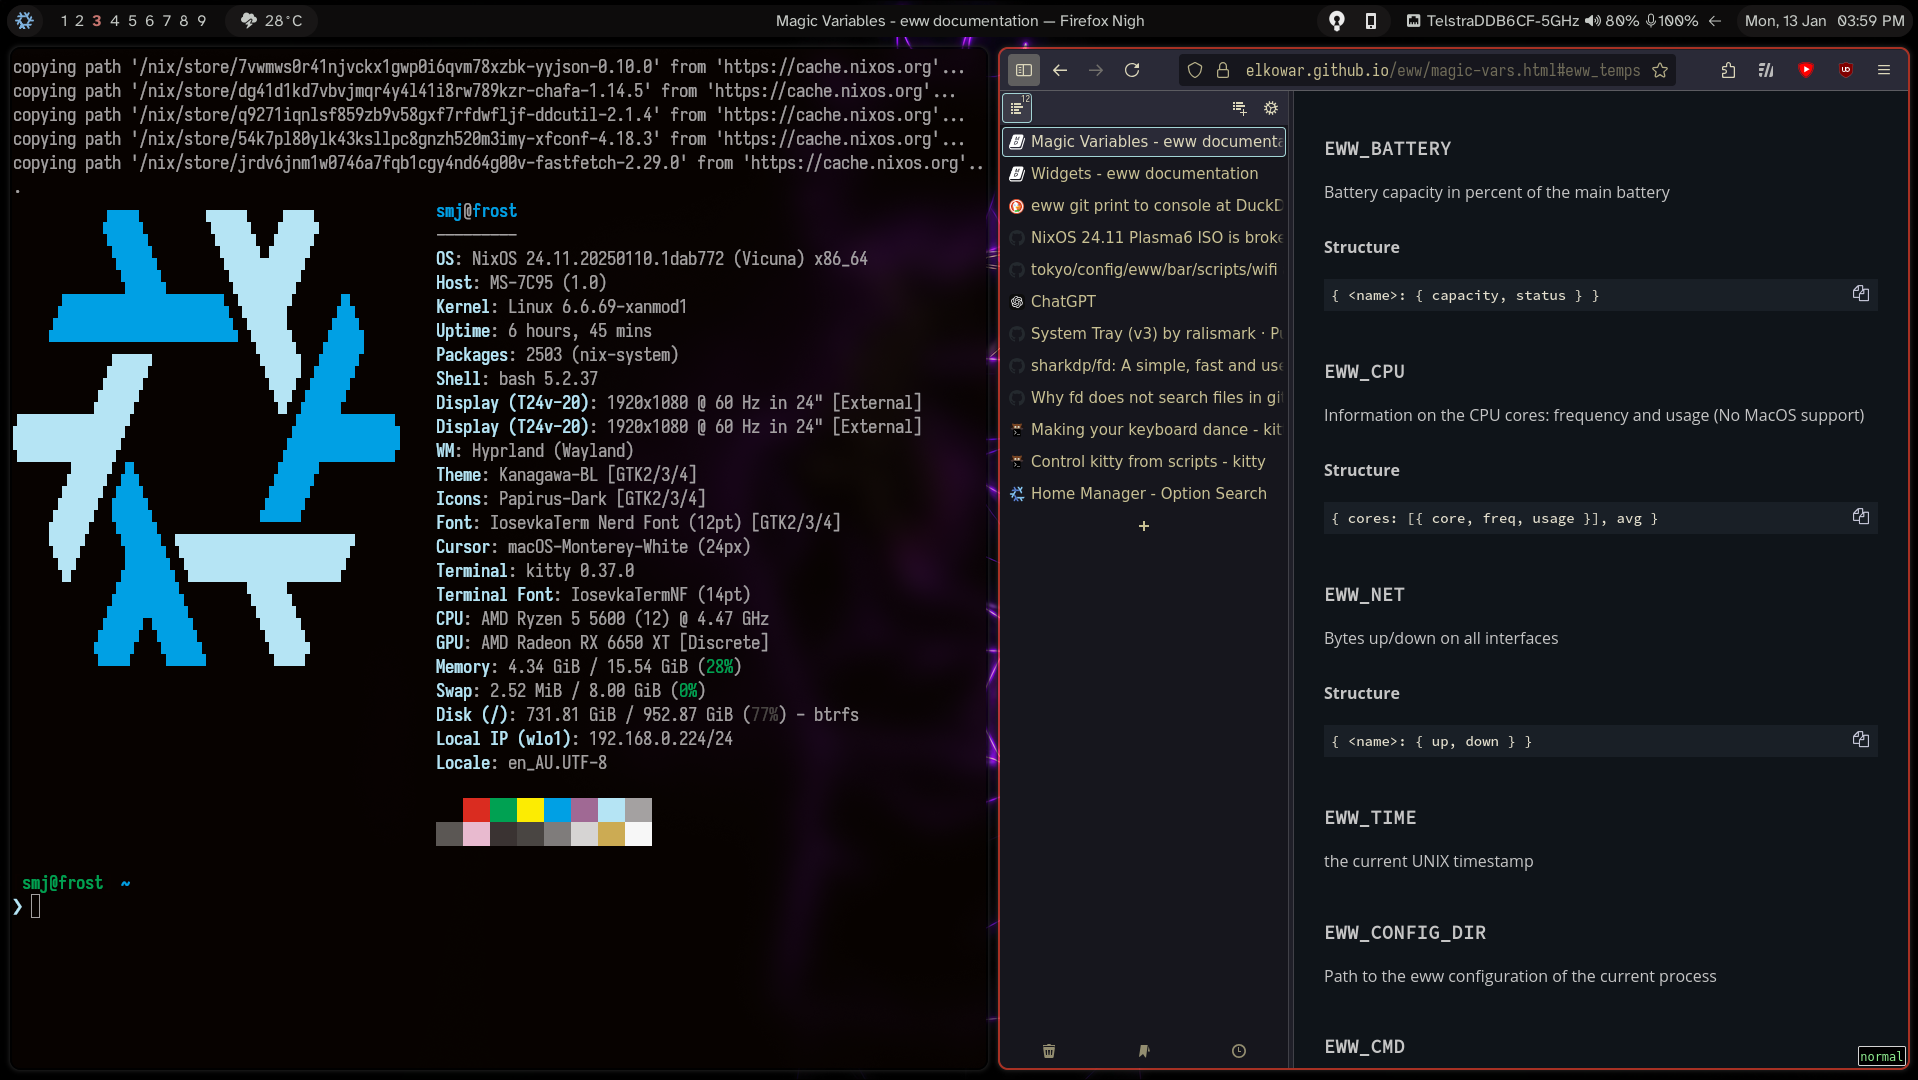 1 2 3 4 5 6 7 8 9
28°C
Magic Variables - eww documentation — Firefox Nigh
TelstraDDB6CF-5GHz 80% 100%
Mon, 13 Jan 03:59 PM
copying path '/nix/store/7vwmws0r41njvckx1gwp0i6qvm78xzbk-yyjson-0.10.0' from 'https://cache.nixos.org'...
copying path '/nix/store/dg41d1kd7vbvjmqr4y4l41i8rw789kzr-chafa-1.14.5' from 'https://cache.nixos.org'...
copying path '/nix/store/q9271iqnlsf859zb9v58gxf7rfdwfljf-ddcutil-2.1.4' from 'https://cache.nixos.org'...
copying path '/nix/store/54k7pl80ylk43ksllpc8gnzh520m3imy-xfconf-4.18.3' from 'https://cache.nixos.org'...
copying path '/nix/store/jrdv6jnm1w0746a7fqb1cgy4nd64g00v-fastfetch-2.29.0' from 'https://cache.nixos.org'..
.
smj@frost
---------
OS: NixOS 24.11.20250110.1dab772 (Vicuna) x86_64
Host: MS-7C95 (1.0)
Kernel: Linux 6.6.69-xanmod1
Uptime: 6 hours, 45 mins
Packages: 2503 (nix-system)
Shell: bash 5.2.37
Display (T24v-20): 1920x1080 @ 60 Hz in 24" [External]
Display (T24v-20): 1920x1080 @ 60 Hz in 24" [External]
WM: Hyprland (Wayland)
Theme: Kanagawa-BL [GTK2/3/4]
Icons: Papirus-Dark [GTK2/3/4]
Font: IosevkaTerm Nerd Font (12pt) [GTK2/3/4]
Cursor: macOS-Monterey-White (24px)
Terminal: kitty 0.37.0
Terminal Font: IosevkaTermNF (14pt)
CPU: AMD Ryzen 5 5600 (12) @ 4.47 GHz
GPU: AMD Radeon RX 6650 XT [Discrete]
Memory: 4.34 GiB / 15.54 GiB (28%)
Swap: 2.52 MiB / 8.00 GiB (0%)
Disk (/): 731.81 GiB / 952.87 GiB (77%) - btrfs
Local IP (wlo1): 192.168.0.224/24
Locale: en_AU.UTF-8
smj@frost ~
❯
elkowar.github.io/eww/magic-vars.html#eww_temps
12
Magic Variables - eww documenta
Widgets - eww documentation
eww git print to console at DuckD
NixOS 24.11 Plasma6 ISO is broke
tokyo/config/eww/bar/scripts/wifi
ChatGPT
System Tray (v3) by ralismark · Pu
sharkdp/fd: A simple, fast and use
Why fd does not search files in git
Making your keyboard dance - kit
Control kitty from scripts - kitty
Home Manager - Option Search
+
EWW_BATTERY
Battery capacity in percent of the main battery
Structure
{ <name>: { capacity, status } }
EWW_CPU
Information on the CPU cores: frequency and usage (No MacOS support)
Structure
{ cores: [{ core, freq, usage }], avg }
EWW_NET
Bytes up/down on all interfaces
Structure
{ <name>: { up, down } }
EWW_TIME
the current UNIX timestamp
EWW_CONFIG_DIR
Path to the eww configuration of the current process
EWW_CMD
normal